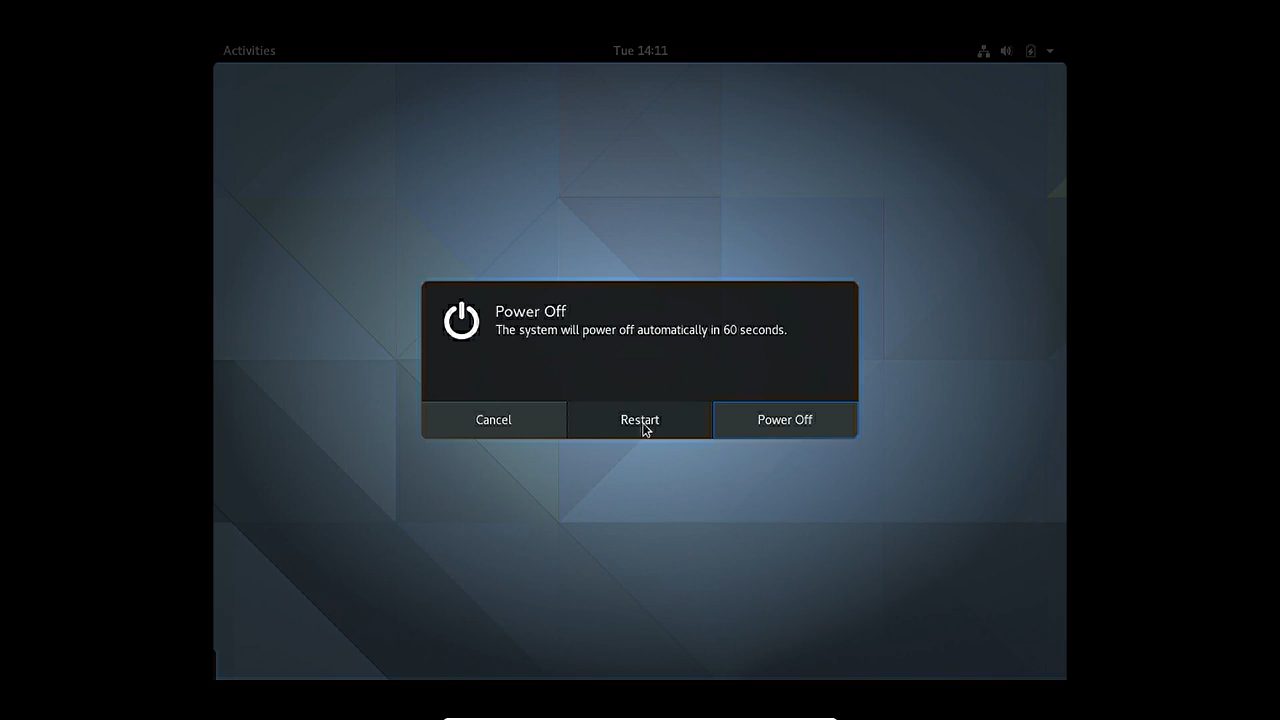 Activities
Tue 14:11
Power Off
The system will power off automatically in 60 seconds.
Cancel
Restart
Power Off